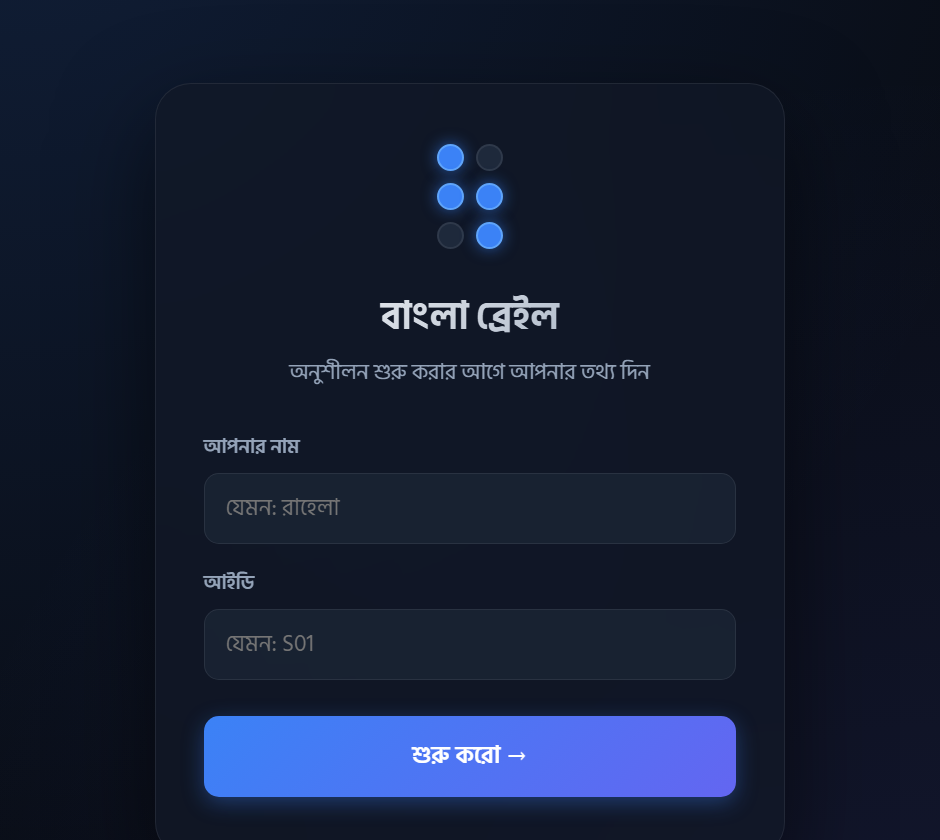 বাংলা ব্রেইল
অনুশীলন শুরু করার আগে আপনার তথ্য দিন
আপনার নাম
যেমন: রাহেলা
আইডি
যেমন: S01
শুরু করো →